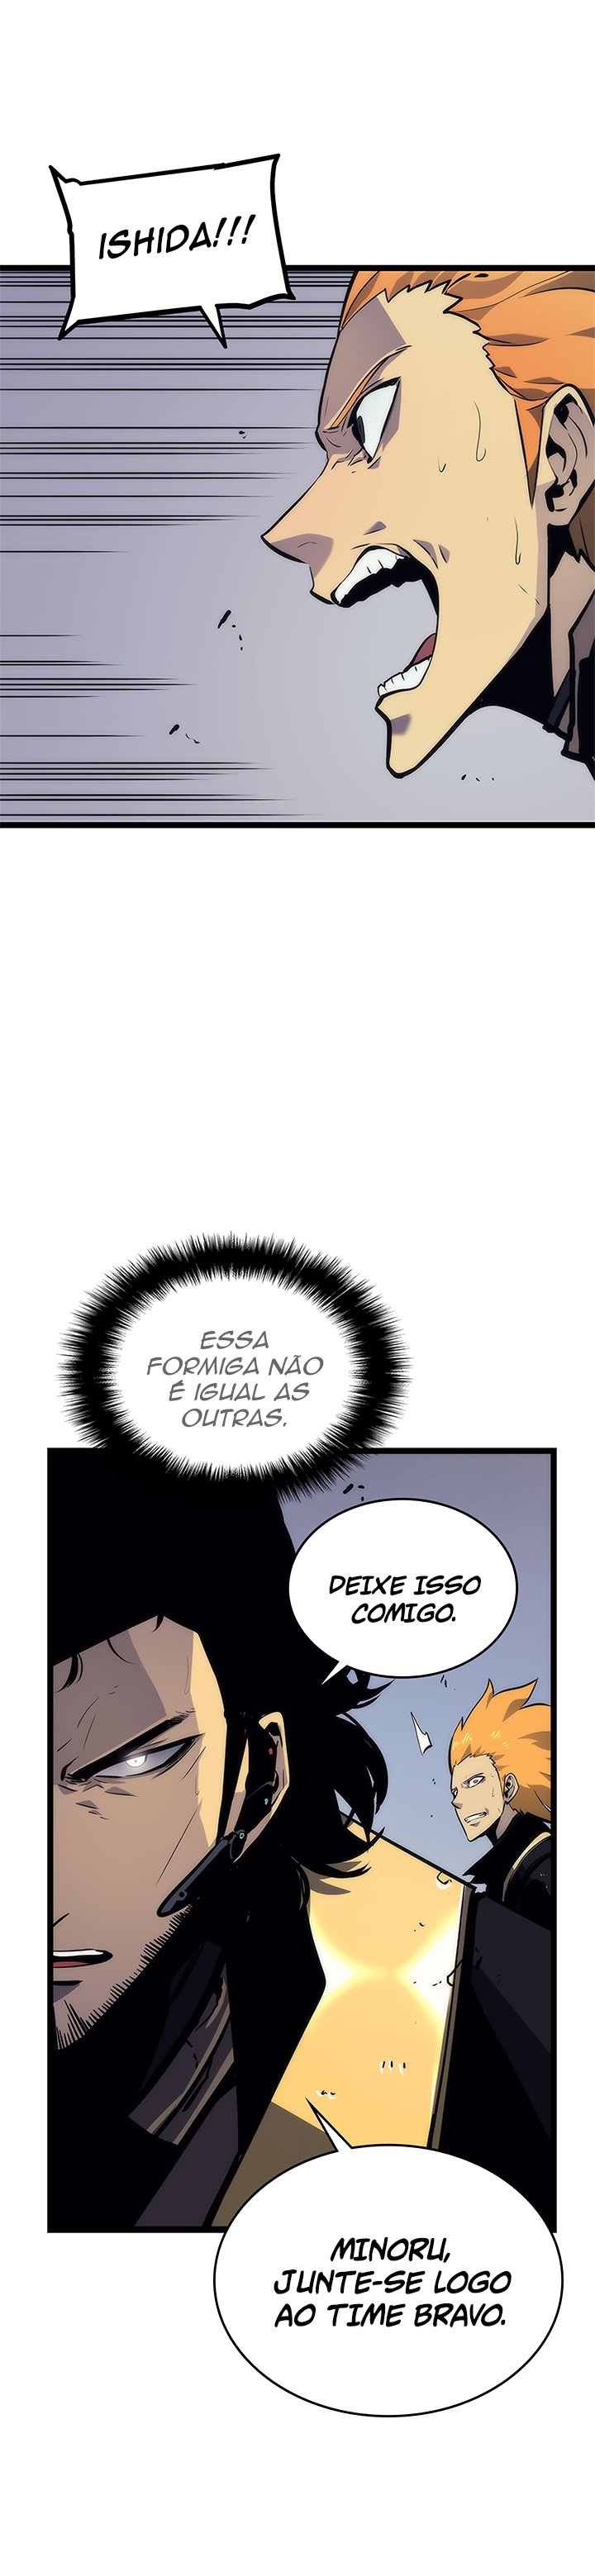 ISHIDA!!!
ESSA
FORMIGA NÃO
É IGUAL AS
OUTRAS.
DEIXE ISSO
COMIGO.
MINORU,
JUNTE-SE LOGO
AO TIME BRAVO.